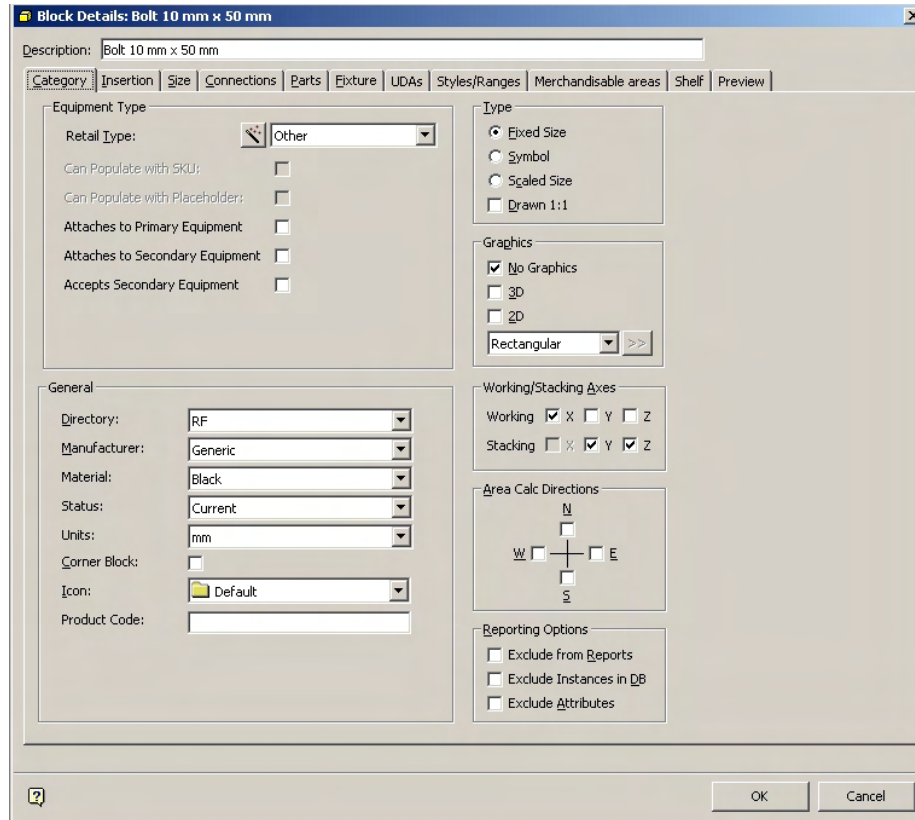 Block Details: Bolt 10 mm x 50 mm
Description: Bolt 10 mm x 50 mm
Category Insertion Size Connections Parts Fixture UDAs Styles/Ranges Merchandisable areas Shelf Preview
Equipment Type
Retail Type: Other
Can Populate with SKU:
Can Populate with Placeholder:
Attaches to Primary Equipment
Attaches to Secondary Equipment
Accepts Secondary Equipment
Type
Fixed Size
Symbol
Scaled Size
Drawn 1:1
Graphics
No Graphics
3D
2D
Rectangular >>
General
Directory: RF
Manufacturer: Generic
Material: Black
Status: Current
Units: mm
Corner Block:
Icon: Default
Product Code:
Working/Stacking Axes
Working X Y Z
Stacking X Y Z
Area Calc Directions
N
W E
S
Reporting Options
Exclude from Reports
Exclude Instances in DB
Exclude Attributes
?
OK Cancel